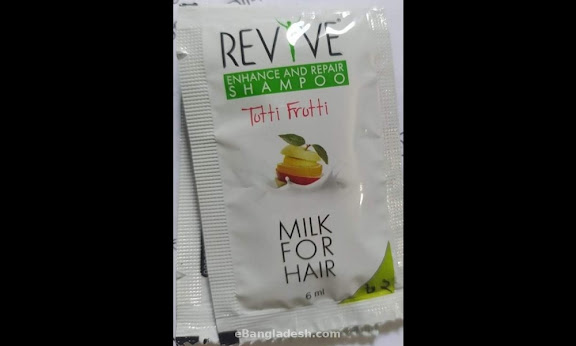 REVIVE
ENHANCE AND REPAIR
SHAMPOO
Tutti Frutti
MILK
FOR
HAIR
6 ml
eBangladesh.com